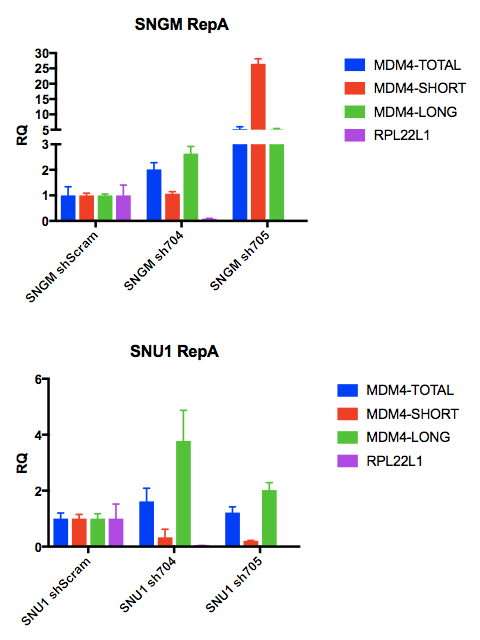 SNGM RepA
RQ
30
25
20
15
10
5
3
2
1
0
SNGM shScram
SNGM sh704
SNGM sh705
MDM4-TOTAL
MDM4-SHORT
MDM4-LONG
RPL22L1
SNU1 RepA
RQ
6
4
2
0
SNU1 shScram
SNU1 sh704
SNU1 sh705
MDM4-TOTAL
MDM4-SHORT
MDM4-LONG
RPL22L1